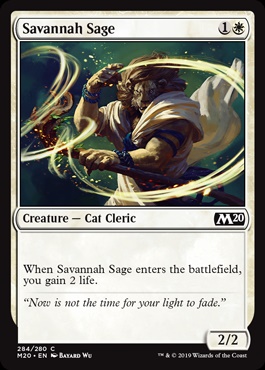 Savannah Sage 1
Creature — Cat Cleric M20
When Savannah Sage enters the battlefield,
you gain 2 life.
"Now is not the time for your light to fade."
2/2
284/280 C
M20 • EN Bayard Wu ™ & © 2019 Wizards of the Coast